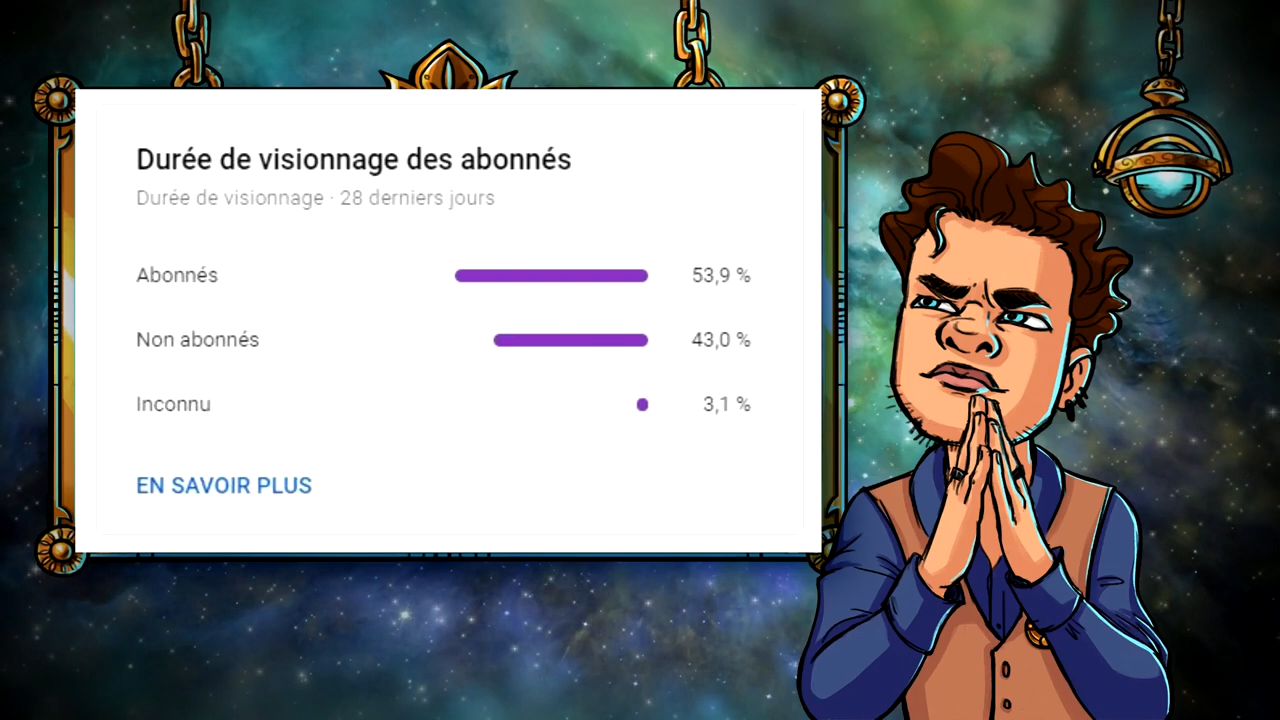 Durée de visionnage des abonnés
Durée de visionnage · 28 derniers jours
Abonnés 53,9 %
Non abonnés 43,0 %
Inconnu 3,1 %
EN SAVOIR PLUS